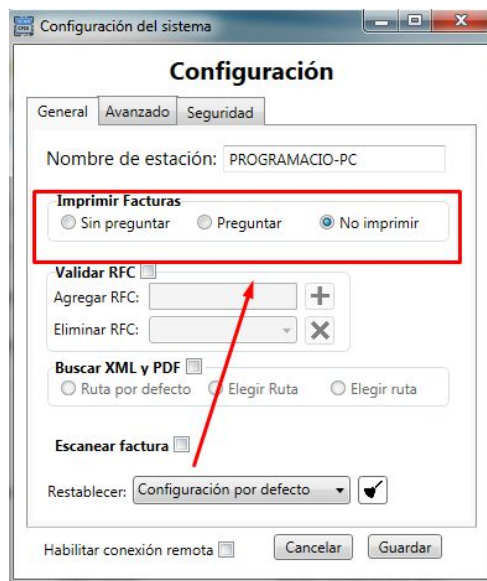 Configuración del sistema
Configuración
General Avanzado Seguridad
Nombre de estación: PROGRAMACIO-PC
Imprimir Facturas
Sin preguntar Preguntar No imprimir
Validar RFC
Agregar RFC:
Eliminar RFC:
Buscar XML y PDF
Ruta por defecto Elegir Ruta Elegir ruta
Escanear factura
Restablecer: Configuración por defecto
Habilitar conexión remota Cancelar Guardar